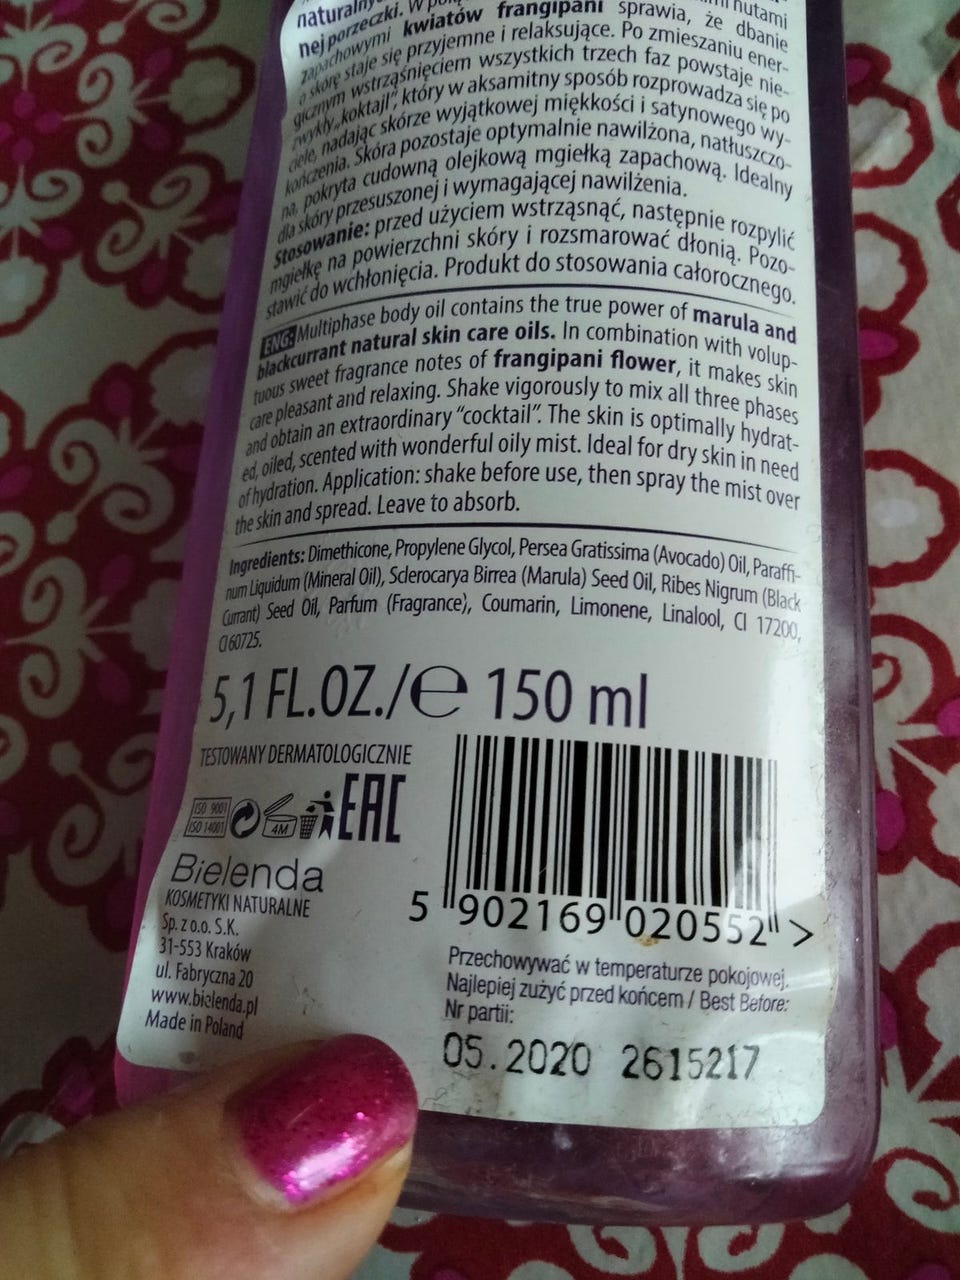 naturalny
nutami
nej porzeczki. W
zapachowymi kwiatów frangipani sprawia, że dbanie
o skórę staje się przyjemne i relaksujące. Po zmieszaniu ener-
gicznym wstrząśnięciem wszystkich trzech faz powstaje nie-
zwykły „koktajl”, który w aksamitny sposób rozprowadza się po
ciele, nadając skórze wyjątkowej miękkości i satynowego wy-
kończenia. Skóra pozostaje optymalnie nawilżona, natłuszczo-
na, pokryta cudowną olejkową mgiełką zapachową. Idealny
dla skóry przesuszonej i wymagającej nawilżenia.
Stosowanie: przed użyciem wstrząsnąć, następnie rozpylić
mgiełkę na powierzchni skóry i rozsmarować dłonią. Pozo-
stawić do wchłonięcia. Produkt do stosowania całorocznego.
ENG: Multiphase body oil contains the true power of marula and
blackcurrant natural skin care oils. In combination with volup-
tuous sweet fragrance notes of frangipani flower, it makes skin
care pleasant and relaxing. Shake vigorously to mix all three phases
and obtain an extraordinary “cocktail”. The skin is optimally hydrat-
ed, oiled, scented with wonderful oily mist. Ideal for dry skin in need
of hydration. Application: shake before use, then spray the mist over
the skin and spread. Leave to absorb.
Ingredients: Dimethicone, Propylene Glycol, Persea Gratissima (Avocado) Oil, Paraffi-
num Liquidum (Mineral Oil), Sclerocarya Birrea (Marula) Seed Oil, Ribes Nigrum (Black
Currant) Seed Oil, Parfum (Fragrance), Coumarin, Limonene, Linalool, CI 17200,
CI 60725.
5,1 FL.OZ./℮ 150 ml
TESTOWANY DERMATOLOGICZNIE
ISO 9001
ISO 14001
4M
EAC
Bielenda
KOSMETYKI NATURALNE
Sp. z o.o. S.K.
31-553 Kraków
ul. Fabryczna 20
www.bielenda.pl
Made in Poland
5 902169 020552 >
Przechowywać w temperaturze pokojowej.
Najlepiej zużyć przed końcem / Best Before:
Nr partii:
05.2020 2615217